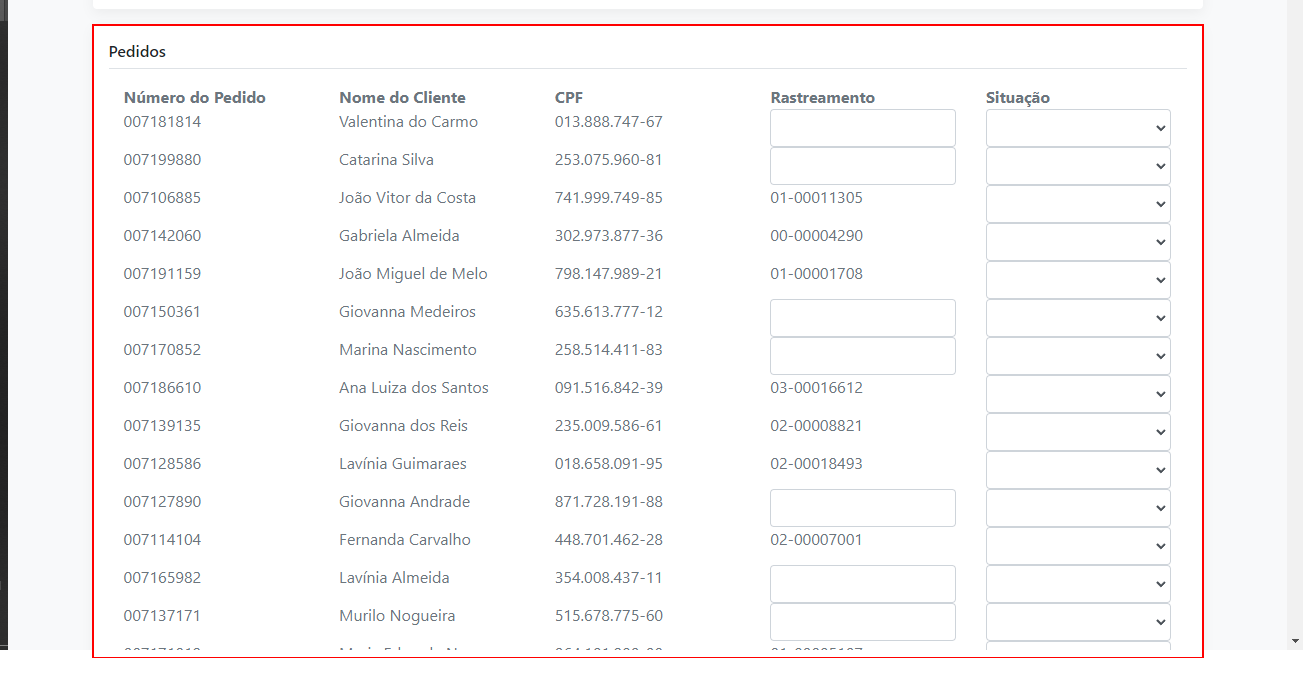 Pedidos
Número do Pedido Nome do Cliente CPF Rastreamento Situação
007181814 Valentina do Carmo 013.888.747-67
007199880 Catarina Silva 253.075.960-81
007106885 João Vitor da Costa 741.999.749-85 01-00011305
007142060 Gabriela Almeida 302.973.877-36 00-00004290
007191159 João Miguel de Melo 798.147.989-21 01-00001708
007150361 Giovanna Medeiros 635.613.777-12
007170852 Marina Nascimento 258.514.411-83
007186610 Ana Luiza dos Santos 091.516.842-39 03-00016612
007139135 Giovanna dos Reis 235.009.586-61 02-00008821
007128586 Lavínia Guimaraes 018.658.091-95 02-00018493
007127890 Giovanna Andrade 871.728.191-88
007114104 Fernanda Carvalho 448.701.462-28 02-00007001
007165982 Lavínia Almeida 354.008.437-11
007137171 Murilo Nogueira 515.678.775-60